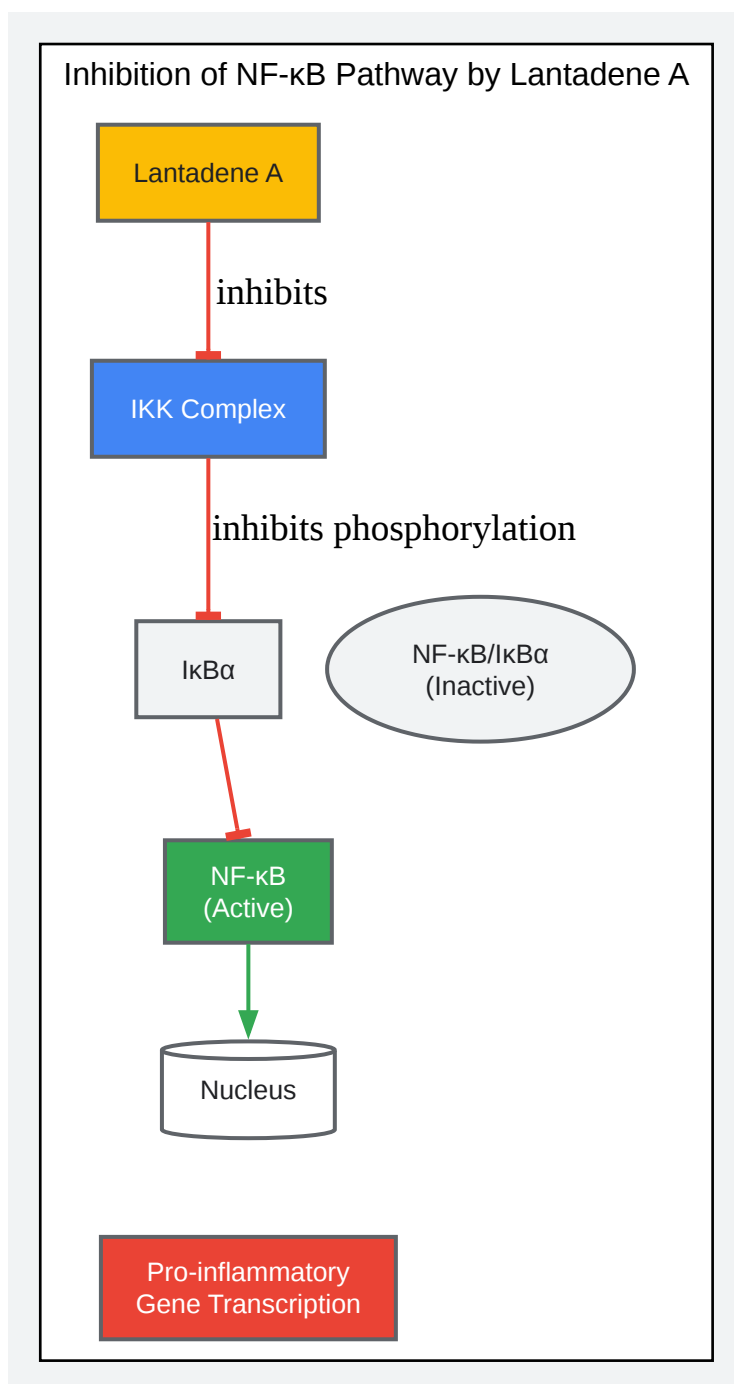 Inhibition of NF-κB Pathway by Lantadene A
Lantadene A
inhibits
IKK Complex
inhibits phosphorylation
IκBα
NF-κB/IκBα
(Inactive)
NF-κB
(Active)
Nucleus
Pro-inflammatory
Gene Transcription